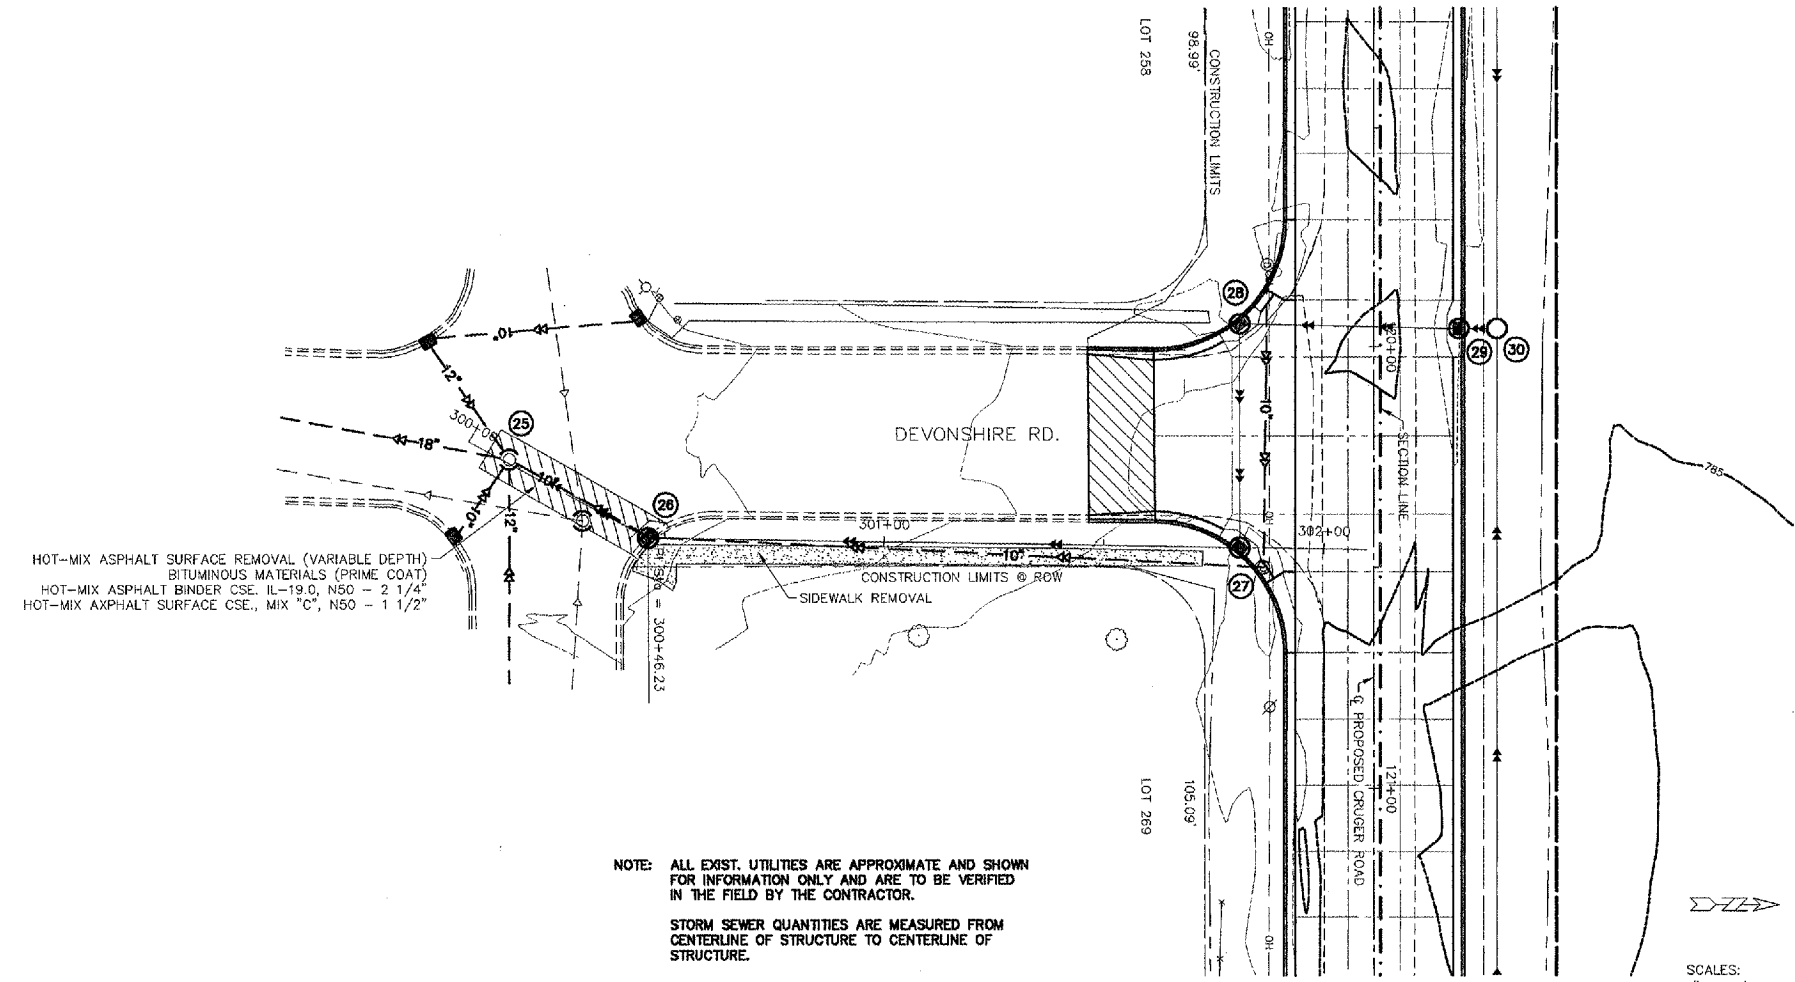 LOT 258
98.99'
CONSTRUCTION LIMITS
OH
28
29
30
120+00
10"
12"
300+00
25
18"
10"
10"
12"
26
DEVONSHIRE RD.
10"
SECTION LINE
785
301+00
302+00
10"
27
CONSTRUCTION LIMITS @ ROW
SIDEWALK REMOVAL
HOT-MIX ASPHALT SURFACE REMOVAL (VARIABLE DEPTH)
BITUMINOUS MATERIALS (PRIME COAT)
HOT-MIX ASPHALT BINDER CSE. IL-19.0, N50 - 2 1/4"
HOT-MIX AXPHALT SURFACE CSE., MIX "C", N50 - 1 1/2"
= 300+46.23
OH
℄ PROPOSED CRUGER ROAD
121+00
LOT 269
105.09'
OH
NOTE: ALL EXIST. UTILITIES ARE APPROXIMATE AND SHOWN
FOR INFORMATION ONLY AND ARE TO BE VERIFIED
IN THE FIELD BY THE CONTRACTOR.
STORM SEWER QUANTITIES ARE MEASURED FROM
CENTERLINE OF STRUCTURE TO CENTERLINE OF
STRUCTURE.
SCALES: